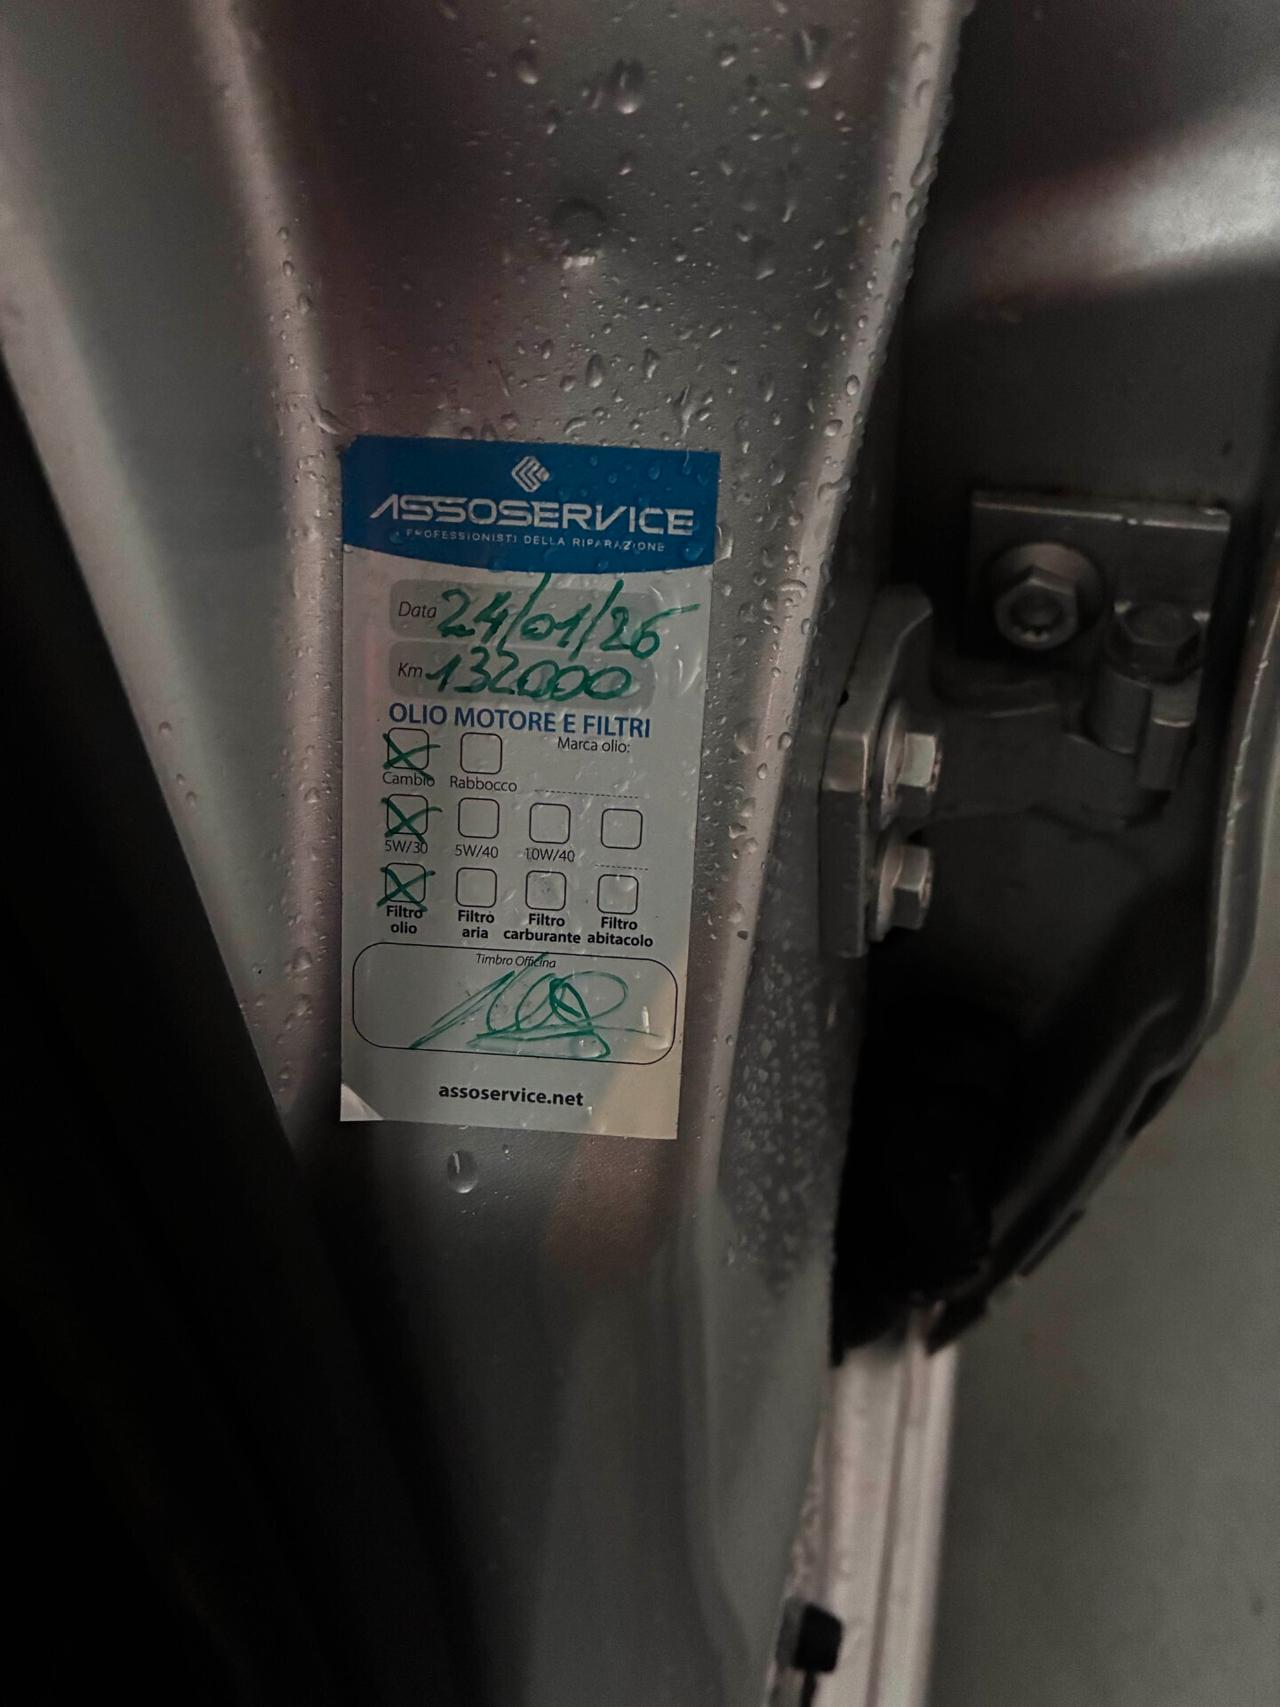 ASSOSERVICE
I PROFESSIONISTI DELLA RIPARAZIONE
Data 24/01/26
Km 132000
OLIO MOTORE E FILTRI
Marca olio:
Cambio Rabbocco
5W/30 5W/40 10W/40
Filtro olio Filtro aria Filtro carburante Filtro abitacolo
Timbro Officina
assoservice.net